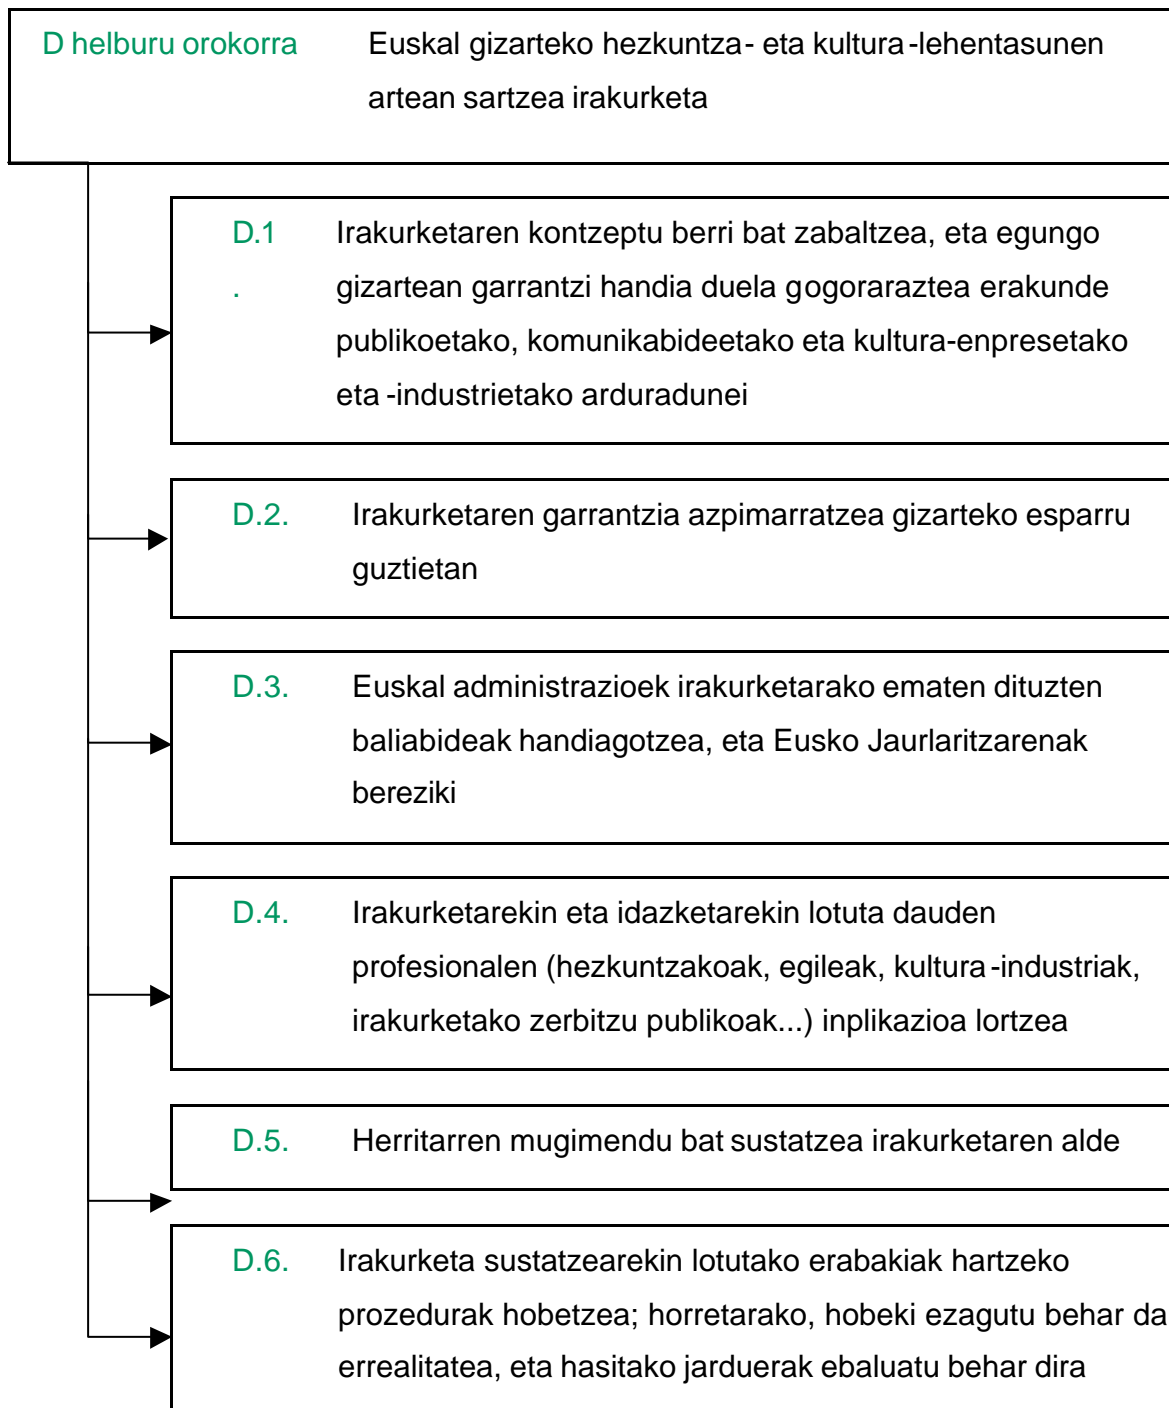 D helburu orokorra Euskal gizarteko hezkuntza- eta kultura-lehentasunen
artean sartzea irakurketa
D.1 Irakurketaren kontzeptu berri bat zabaltzea, eta egungo
. gizartean garrantzi handia duela gogoraraztea erakunde
publikoetako, komunikabideetako eta kultura-enpresetako
eta -industrietako arduradunei
D.2. Irakurketaren garrantzia azpimarratzea gizarteko esparru
guztietan
D.3. Euskal administrazioek irakurketarako ematen dituzten
baliabideak handiagotzea, eta Eusko Jaurlaritzarenak
bereziki
D.4. Irakurketarekin eta idazketarekin lotuta dauden
profesionalen (hezkuntzakoak, egileak, kultura-industriak,
irakurketako zerbitzu publikoak...) inplikazioa lortzea
D.5. Herritarren mugimendu bat sustatzea irakurketaren alde
D.6. Irakurketa sustatzearekin lotutako erabakiak hartzeko
prozedurak hobetzea; horretarako, hobeki ezagutu behar da
errealitatea, eta hasitako jarduerak ebaluatu behar dira